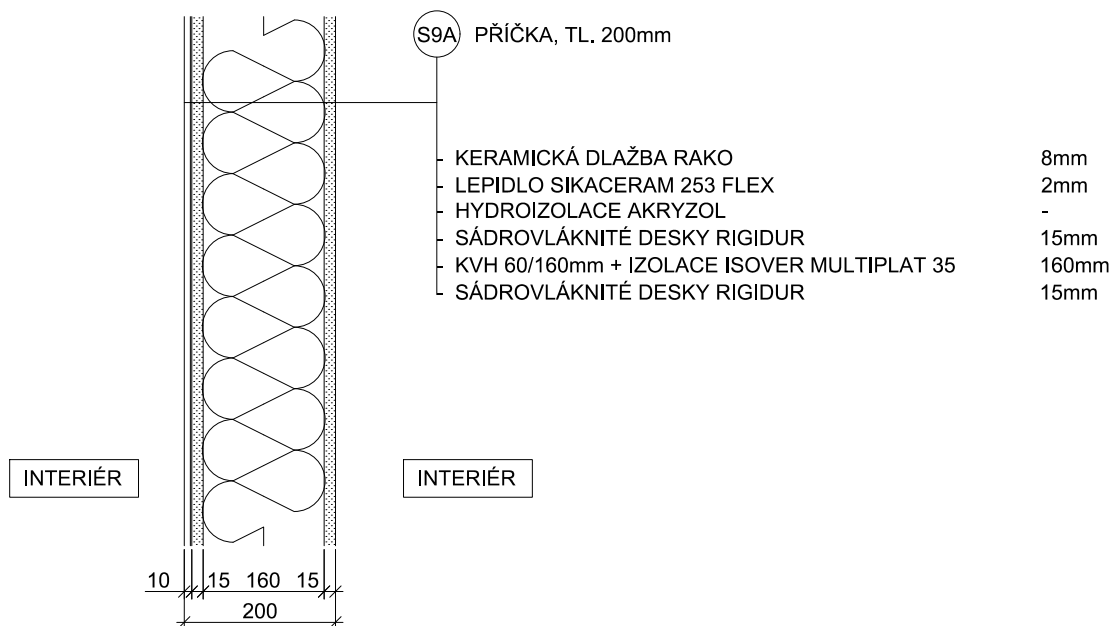 S9A PŘÍČKA, TL. 200mm
- KERAMICKÁ DLAŽBA RAKO 8mm
- LEPIDLO SIKACERAM 253 FLEX 2mm
- HYDROIZOLACE AKRYZOL -
- SÁDROVLÁKNITÉ DESKY RIGIDUR 15mm
- KVH 60/160mm + IZOLACE ISOVER MULTIPLAT 35 160mm
- SÁDROVLÁKNITÉ DESKY RIGIDUR 15mm
INTERIÉR INTERIÉR
10 15 160 15
200